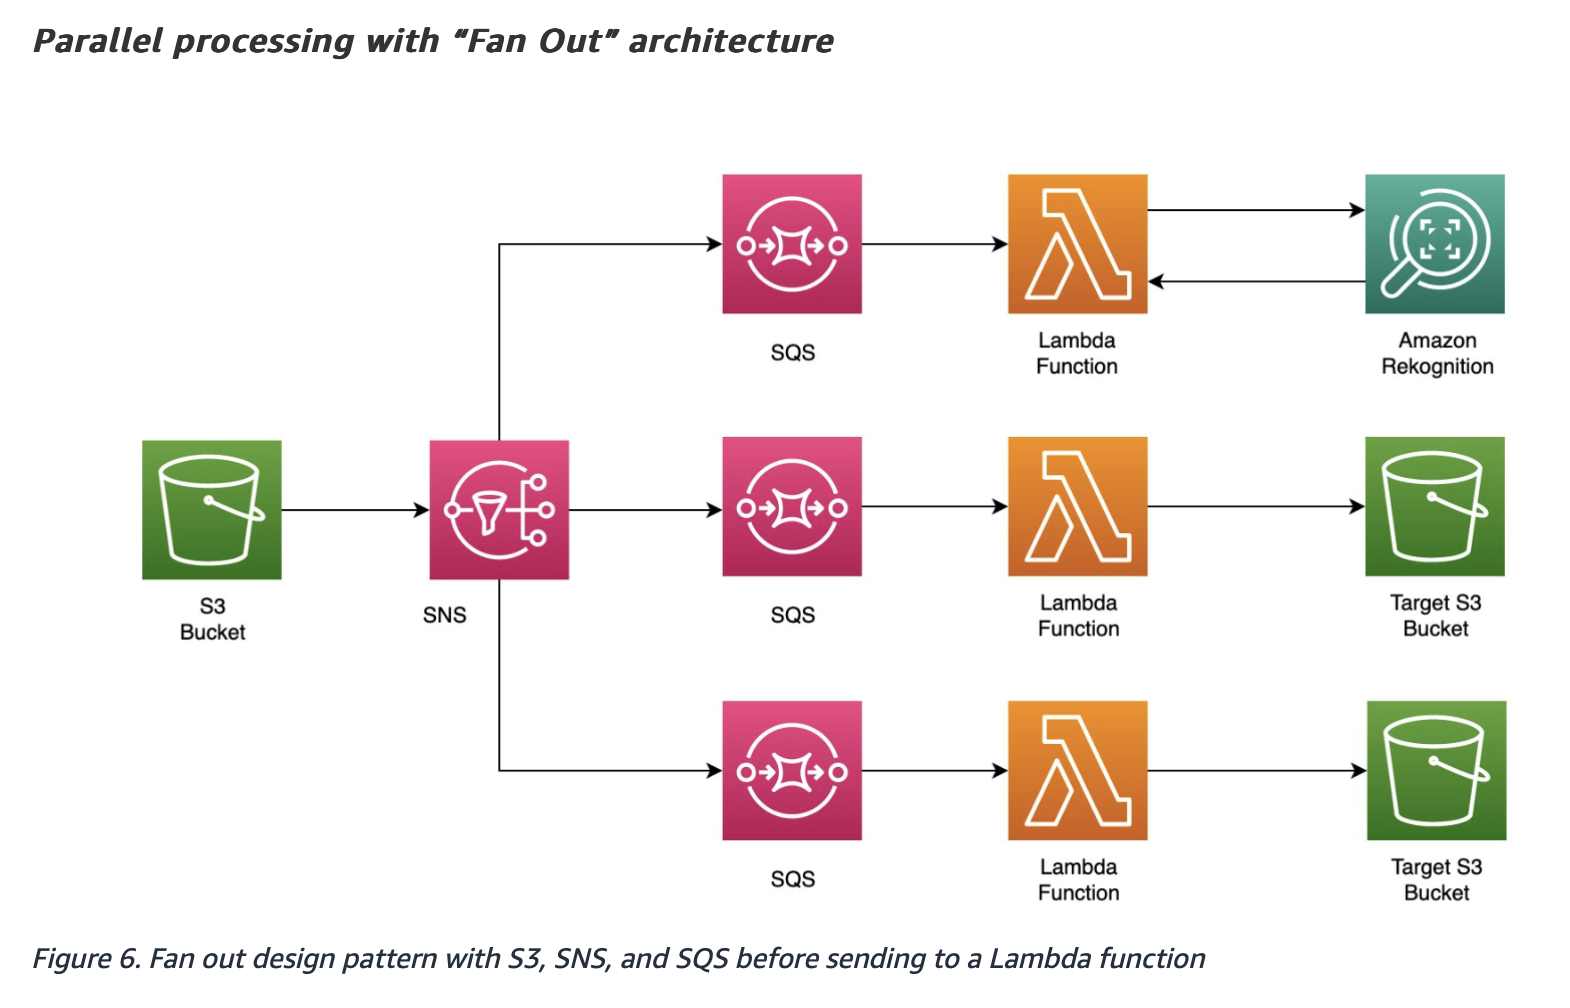 Parallel processing with “Fan Out” architecture
SQS
Lambda
Function
Amazon
Rekognition
S3
Bucket
SNS
SQS
Lambda
Function
Target S3
Bucket
SQS
Lambda
Function
Target S3
Bucket
Figure 6. Fan out design pattern with S3, SNS, and SQS before sending to a Lambda function